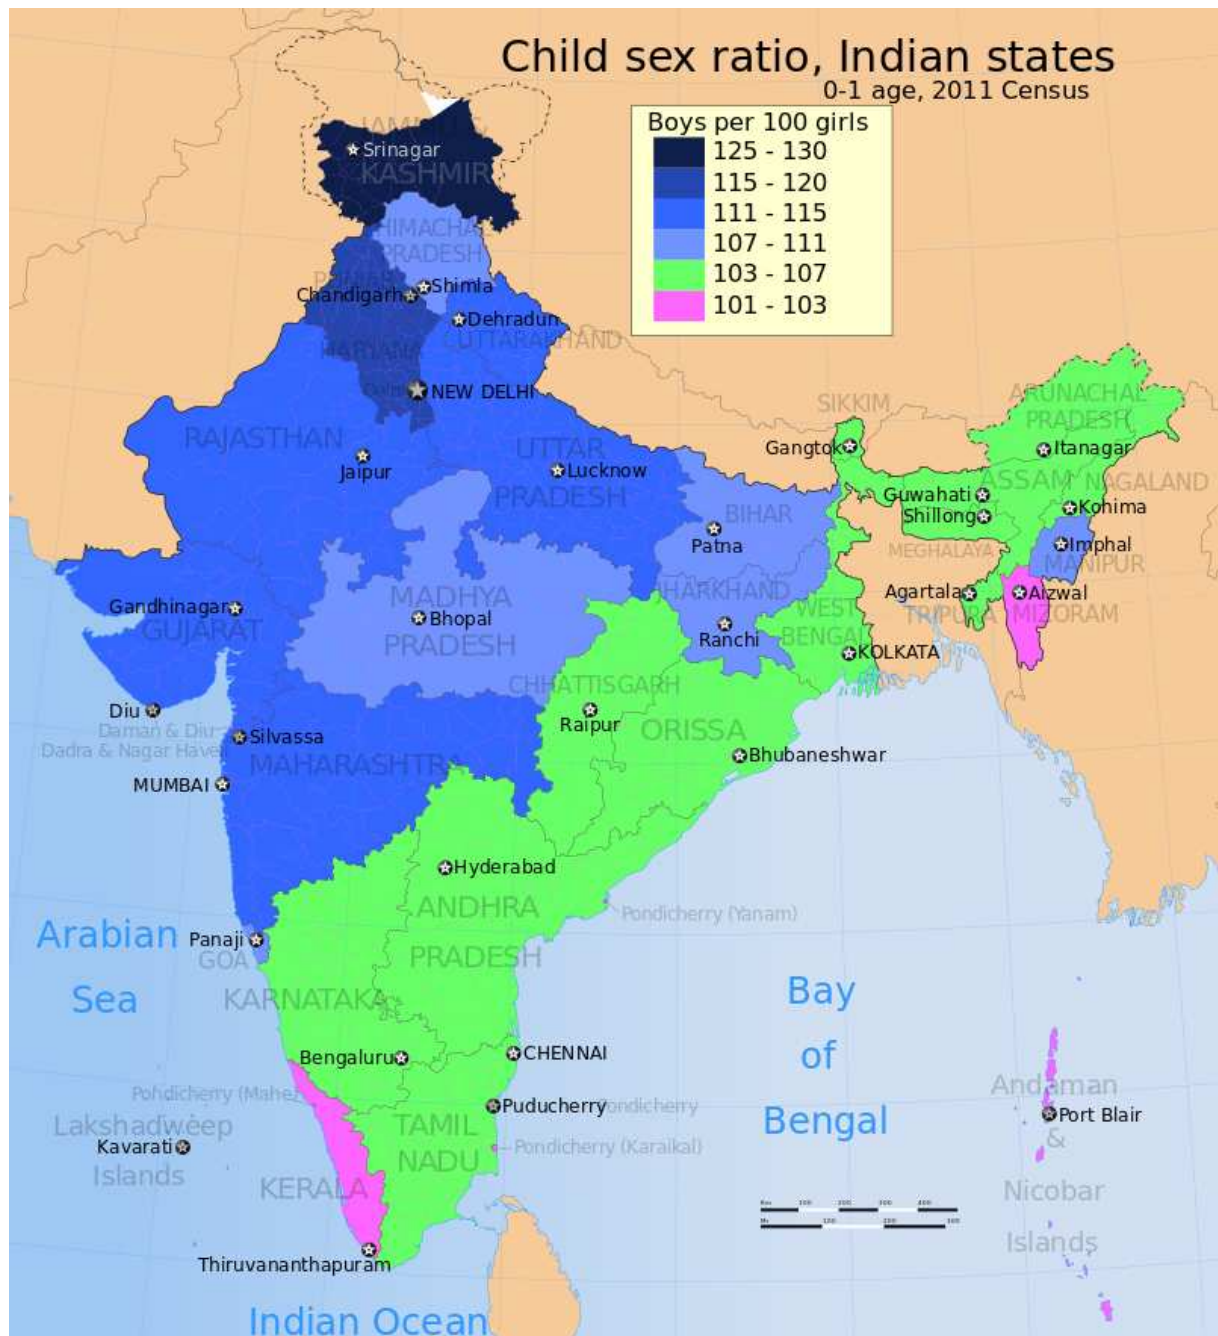 Child sex ratio, Indian states
0-1 age, 2011 Census
Boys per 100 girls
125 - 130
115 - 120
111 - 115
107 - 111
103 - 107
101 - 103
JAMMU &
KASHMIR
Srinagar
HIMACHAL
PRADESH
PUNJAB
Shimla
Chandigarh
Dehradun
UTTARAKHAND
HARYANA
Delhi
NEW DELHI
RAJASTHAN
Jaipur
UTTAR
PRADESH
Lucknow
SIKKIM
Gangtok
ARUNACHAL
PRADESH
Itanagar
ASSAM
NAGALAND
Guwahati
Kohima
Shillong
MEGHALAYA
Imphal
MANIPUR
BIHAR
Patna
JHARKHAND
Ranchi
Agartala
TRIPURA
Aizwal
MIZORAM
WEST
BENGAL
KOLKATA
Gandhinagar
GUJARAT
MADHYA
PRADESH
Bhopal
CHHATTISGARH
Raipur
ORISSA
Bhubaneshwar
Diu
Daman & Diu
Dadra & Nagar Haveli
Silvassa
MAHARASHTRA
MUMBAI
Hyderabad
ANDHRA
PRADESH
Pondicherry (Yanam)
Arabian
Sea
Panaji
GOA
KARNATAKA
Bay
of
Bengal
Bengaluru
CHENNAI
Pondicherry (Mahe)
Puducherry
Pondicherry
Lakshadweep
Islands
Kavarati
TAMIL
NADU
Pondicherry (Karaikal)
KERALA
Thiruvananthapuram
Andaman
&
Nicobar
Islands
Port Blair
Indian Ocean